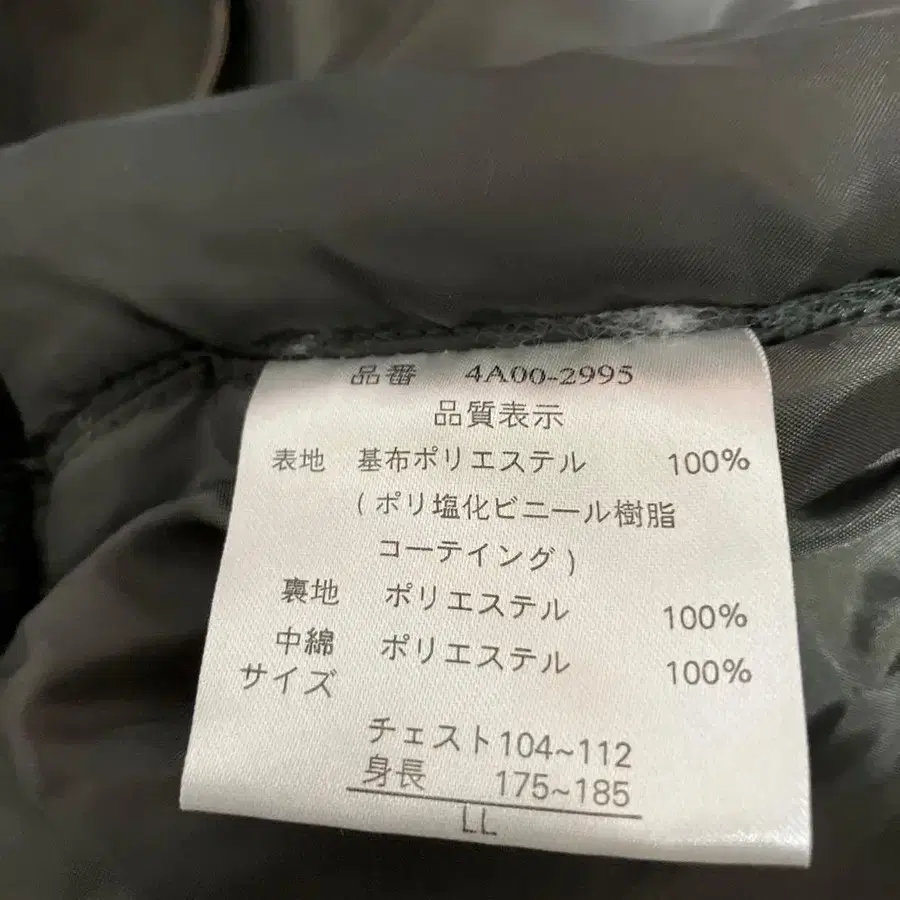 品番 4A00-2995
品質表示
表地 基布ポリエステル 100%
(ポリ塩化ビニール樹脂
コーテイング)
裏地 ポリエステル 100%
中綿 ポリエステル 100%
サイズ
チェスト104~112
身長 175~185
LL